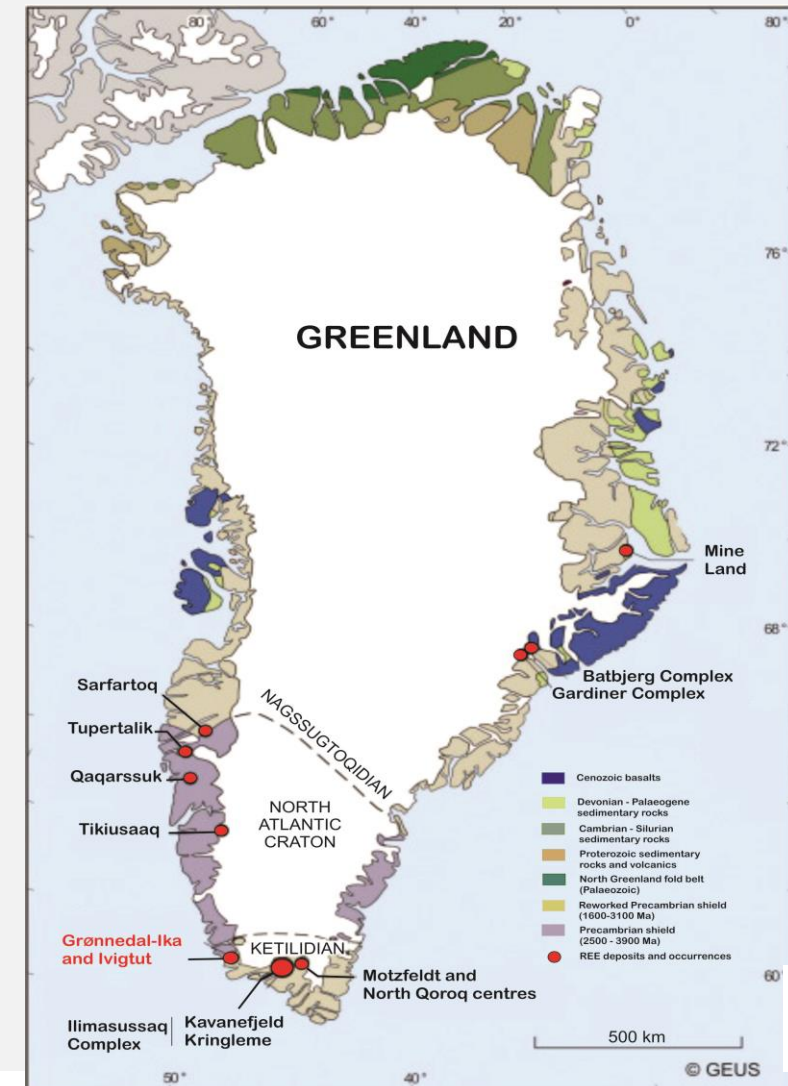 80°
60°
40°
20°
0°
80°
76°
GREENLAND
72°
Mine
Land
68°
Batbjerg Complex
Gardiner Complex
Sarfartoq
NAGSSUGTOQIDIAN
Tupertalik
Qaqarssuk
NORTH
ATLANTIC
CRATON
Tikiusaaq
Cenozoic basalts
Devonian - Palaeogene
sedimentary rocks
Cambrian - Silurian
sedimentary rocks
Proterozoic sedimentary
rocks and volcanics
North Greenland fold belt
(Palaeozoic)
Reworked Precambrian shield
(1600-3100 Ma)
Precambrian shield
(2500 - 3900 Ma)
REE deposits and occurrences
Grønnedal-Ika
and Ivigtut
KETILIDIAN
Motzfeldt and
North Qoroq centres
60°
Ilimasussaq
Complex
Kavanefjeld
Kringleme
500 km
© GEUS
50°
40°